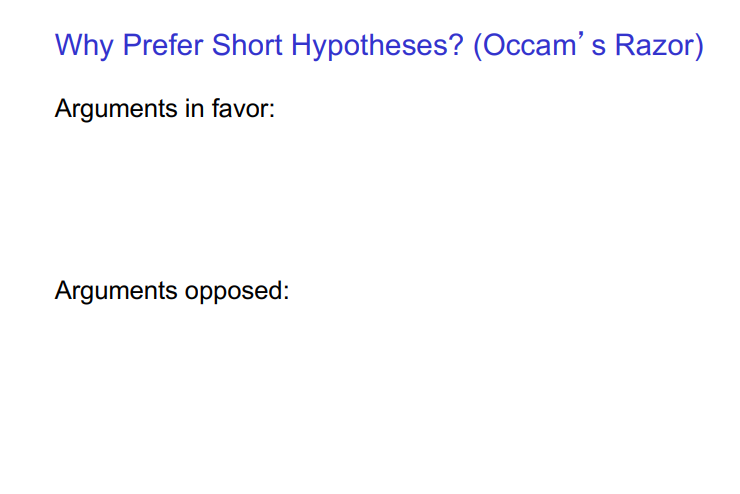 Why Prefer Short Hypotheses? (Occam’ s Razor)
Arguments in favor:
Arguments opposed: